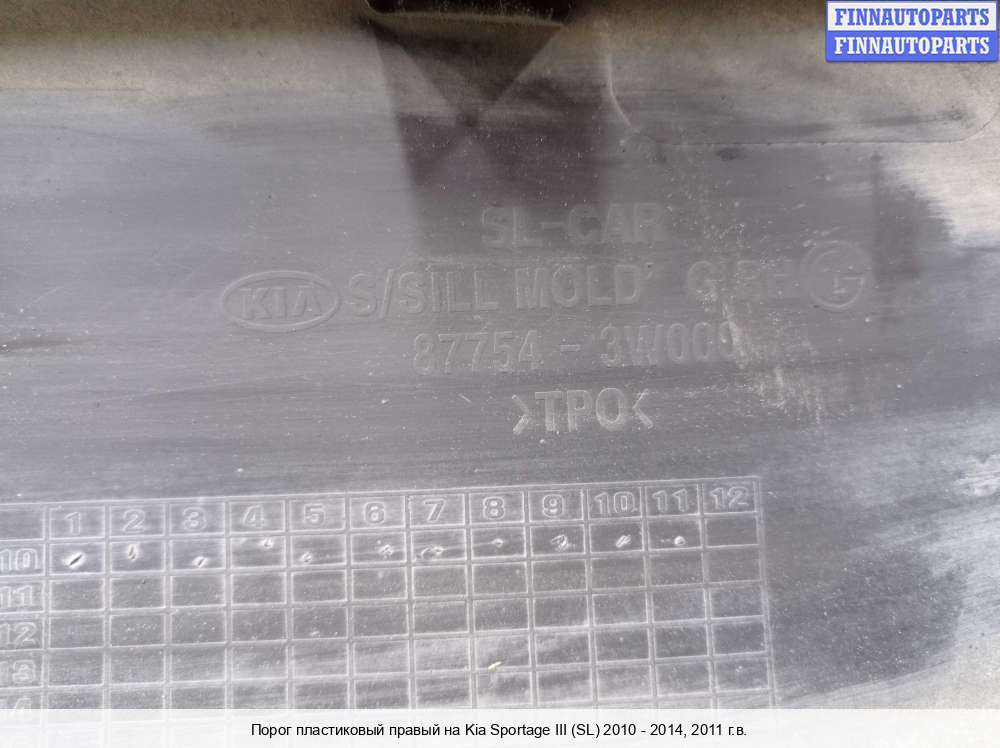 FINNAUTOPARTS
FINNAUTOPARTS
SL-CAR
KIA S/SILL MOLD'G
87754 - 3W000
>TPO<
1 2 3 4 5 6 7 8 9 10 11 12
10
11
12
13
14
Порог пластиковый правый на Kia Sportage III (SL) 2010 - 2014, 2011 г.в.